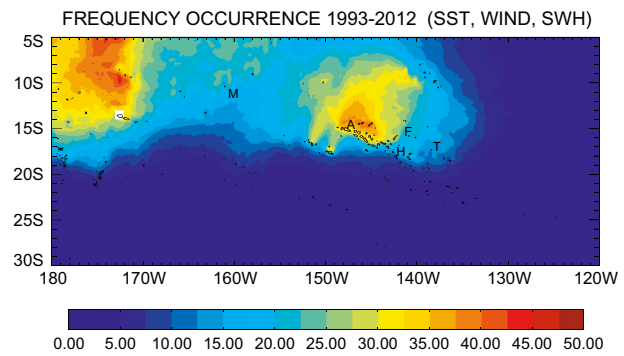 FREQUENCY OCCURRENCE 1993-2012 (SST, WIND, SWH)
5S
10S
M
A
15S
F
T
H
20S
25S
30S
180 170W 160W 150W 140W 130W 120W
0.00 5.00 10.00 15.00 20.00 25.00 30.00 35.00 40.00 45.00 50.00